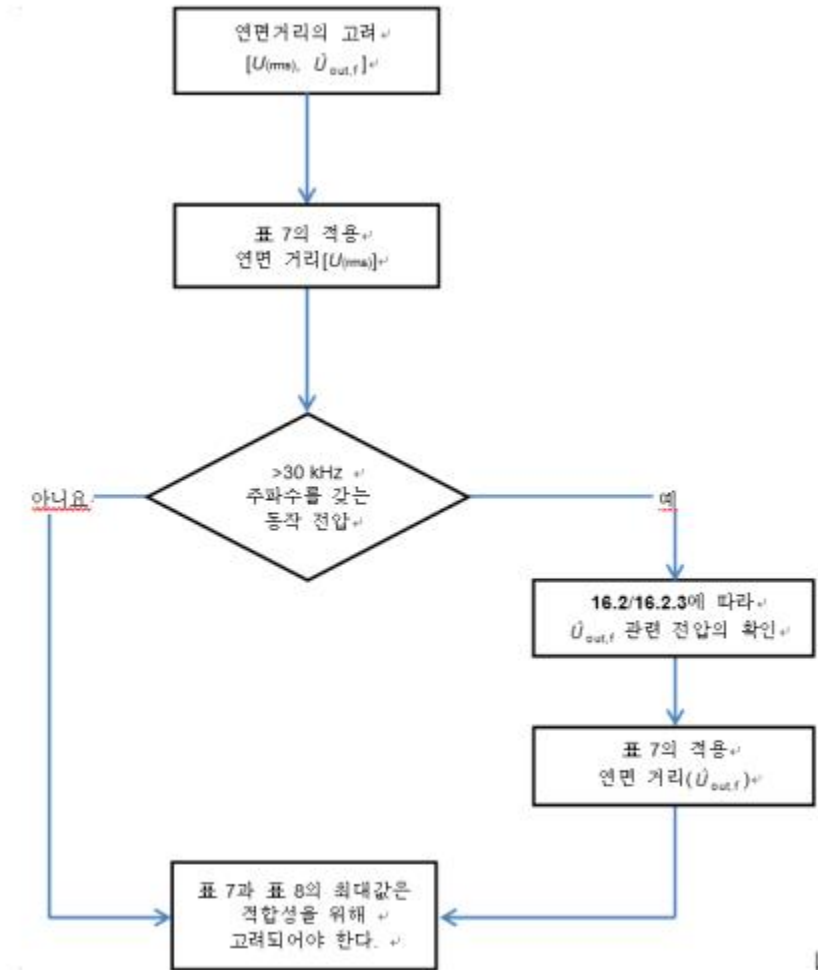 연면거리의 고려
[U(rms), Û out,f]
표 7의 적용
연면 거리[U(rms)]
>30 kHz
주파수를 갖는
동작 전압
아니요
예
16.2/16.2.3에 따라
Û out,f 관련 전압의 확인
표 7의 적용
연면 거리(Û out,f)
표 7과 표 8의 최대값은
적합성을 위해
고려되어야 한다.